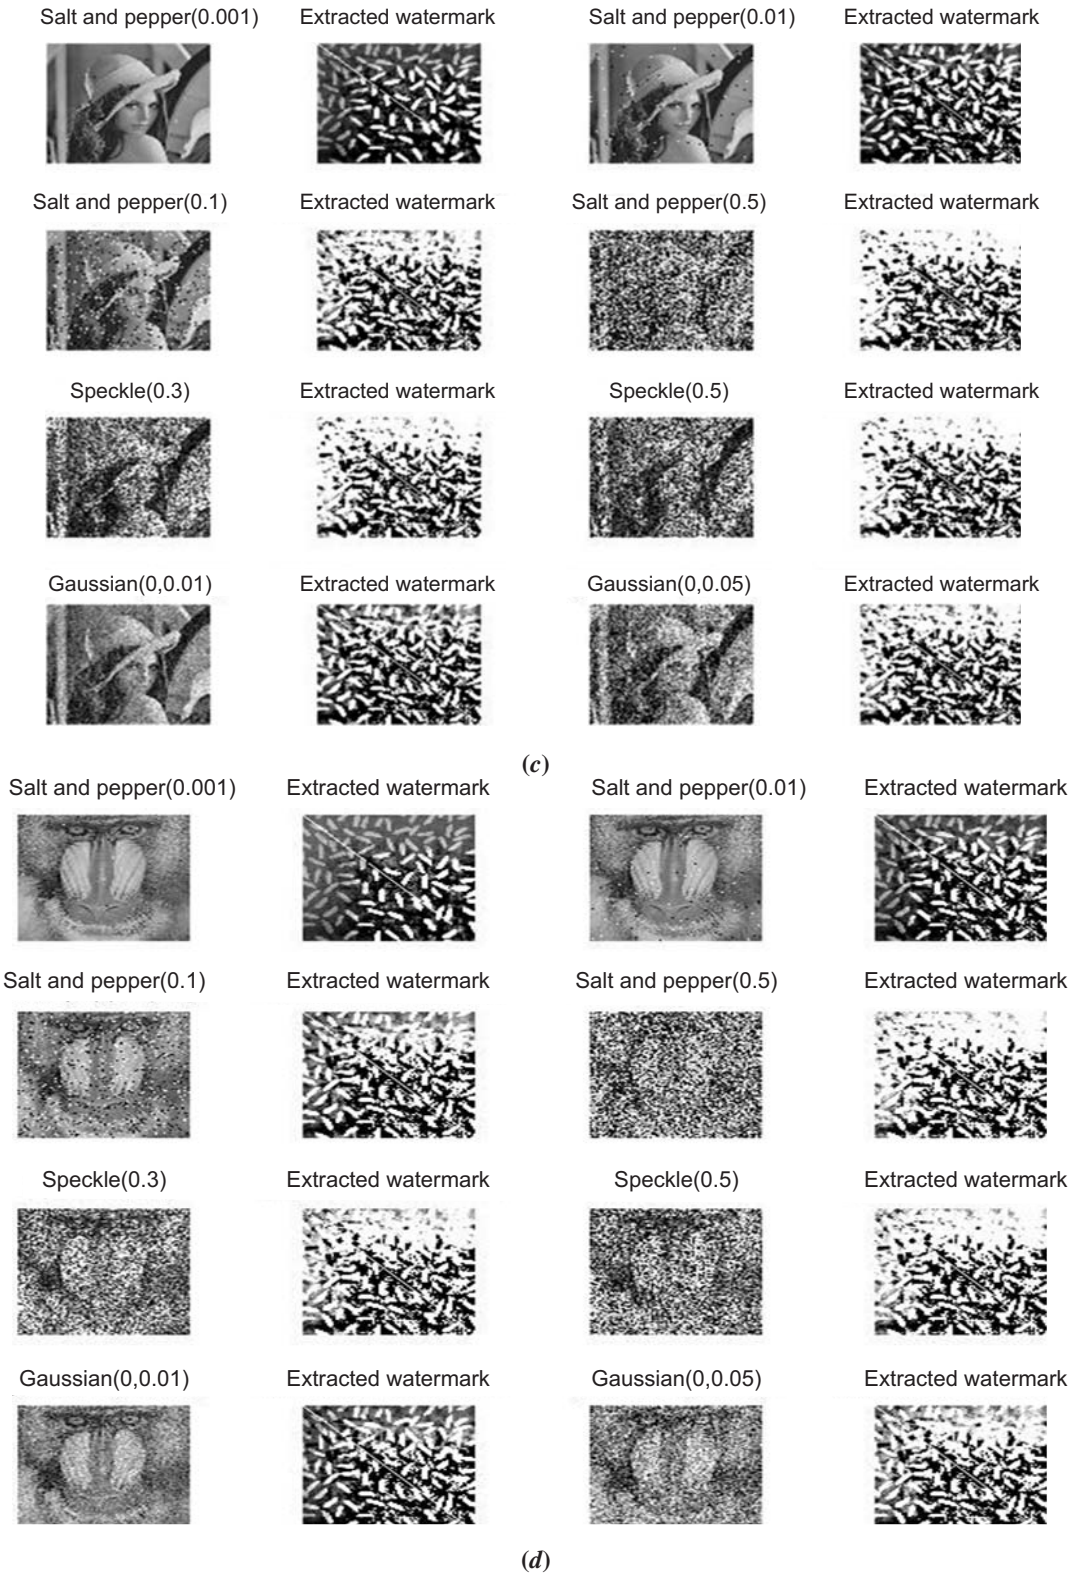 Salt and pepper(0.001) Extracted watermark Salt and pepper(0.01) Extracted watermark
Salt and pepper(0.1) Extracted watermark Salt and pepper(0.5) Extracted watermark
Speckle(0.3) Extracted watermark Speckle(0.5) Extracted watermark
Gaussian(0,0.01) Extracted watermark Gaussian(0,0.05) Extracted watermark
(c)
Salt and pepper(0.001) Extracted watermark Salt and pepper(0.01) Extracted watermark
Salt and pepper(0.1) Extracted watermark Salt and pepper(0.5) Extracted watermark
Speckle(0.3) Extracted watermark Speckle(0.5) Extracted watermark
Gaussian(0,0.01) Extracted watermark Gaussian(0,0.05) Extracted watermark
(d)